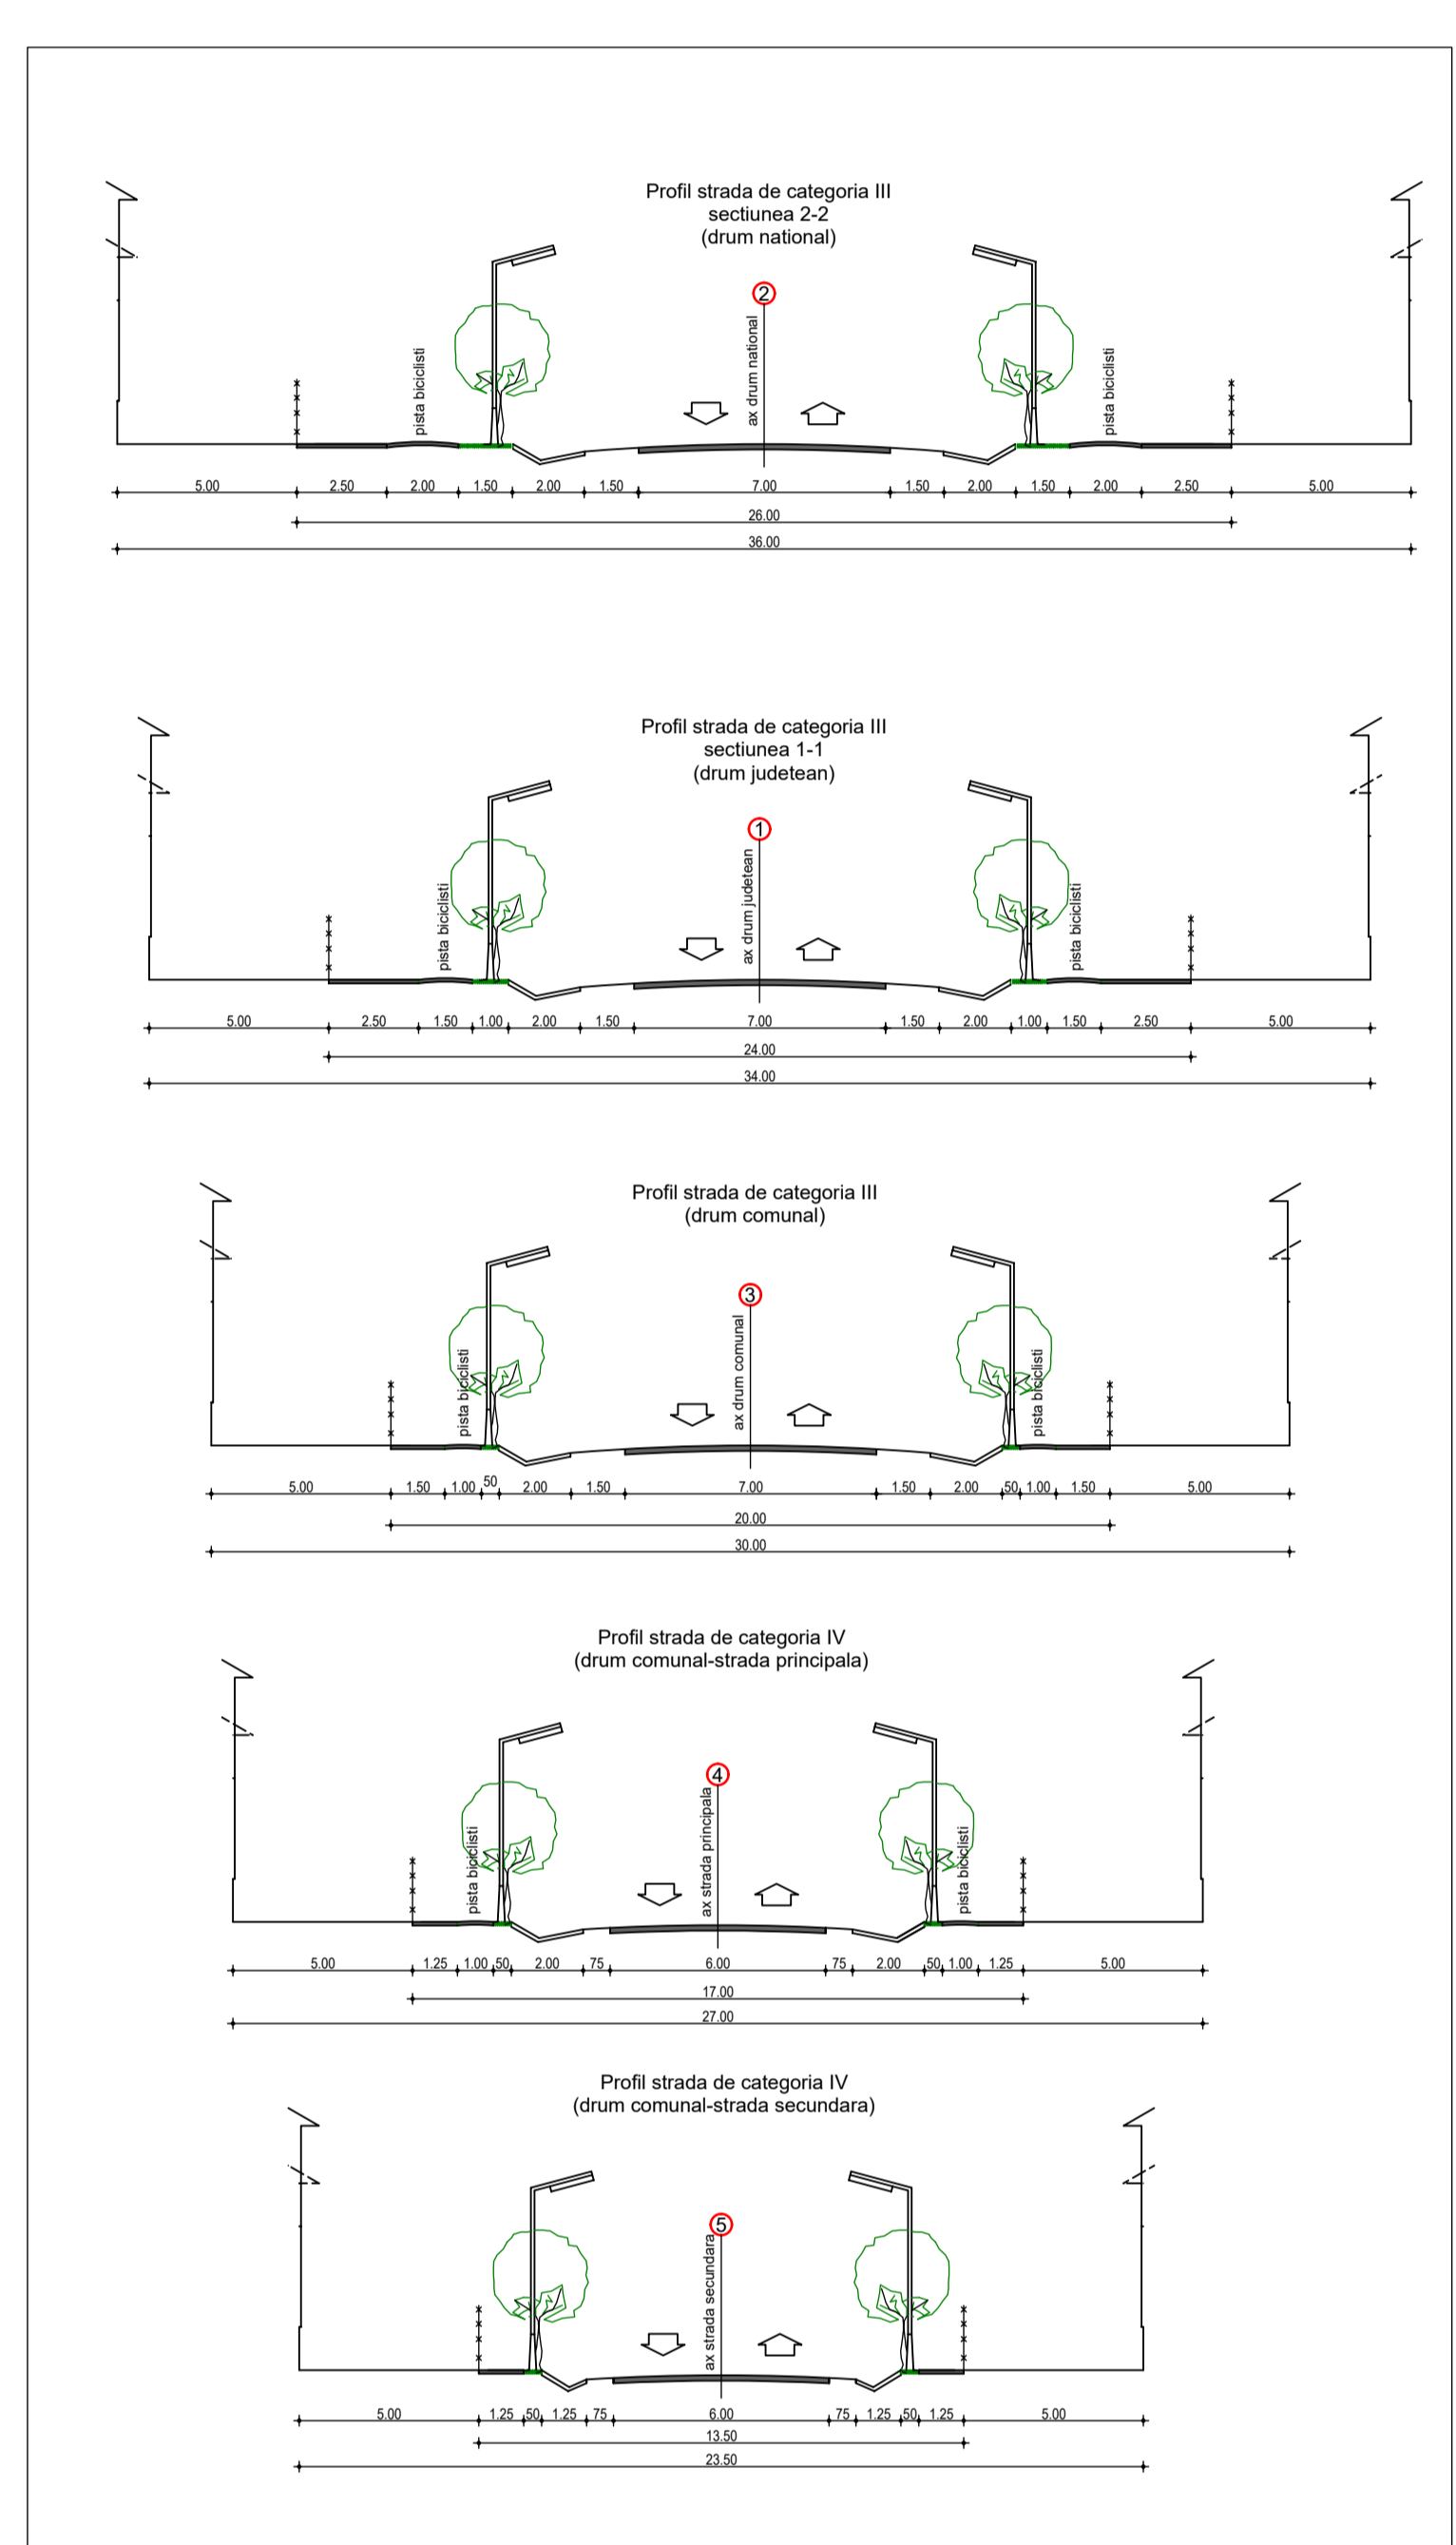 Profil strada de categoria III
sectiunea 2-2
(drum national)
2
ax drum national
pista biciclisti
pista biciclisti
5.00 2.50 2.00 1.50 2.00 1.50 7.00 1.50 2.00 1.50 2.00 2.50 5.00
26.00
36.00
Profil strada de categoria III
sectiunea 1-1
(drum judetean)
1
ax drum judetean
pista biciclisti
pista biciclisti
5.00 2.50 1.50 1.00 2.00 1.50 7.00 1.50 2.00 1.00 1.50 2.50 5.00
24.00
34.00
Profil strada de categoria III
(drum comunal)
3
ax drum comunal
pista biciclisti
pista biciclisti
5.00 1.50 1.00 50 2.00 1.50 7.00 1.50 2.00 50 1.00 1.50 5.00
20.00
30.00
Profil strada de categoria IV
(drum comunal-strada principala)
4
ax strada principala
pista biciclisti
pista biciclisti
5.00 1.25 1.00 50 2.00 75 6.00 75 2.00 50 1.00 1.25 5.00
17.00
27.00
Profil strada de categoria IV
(drum comunal-strada secundara)
5
ax strada secundara
5.00 1.25 50 1.25 75 6.00 75 1.25 50 1.25 5.00
13.50
23.50